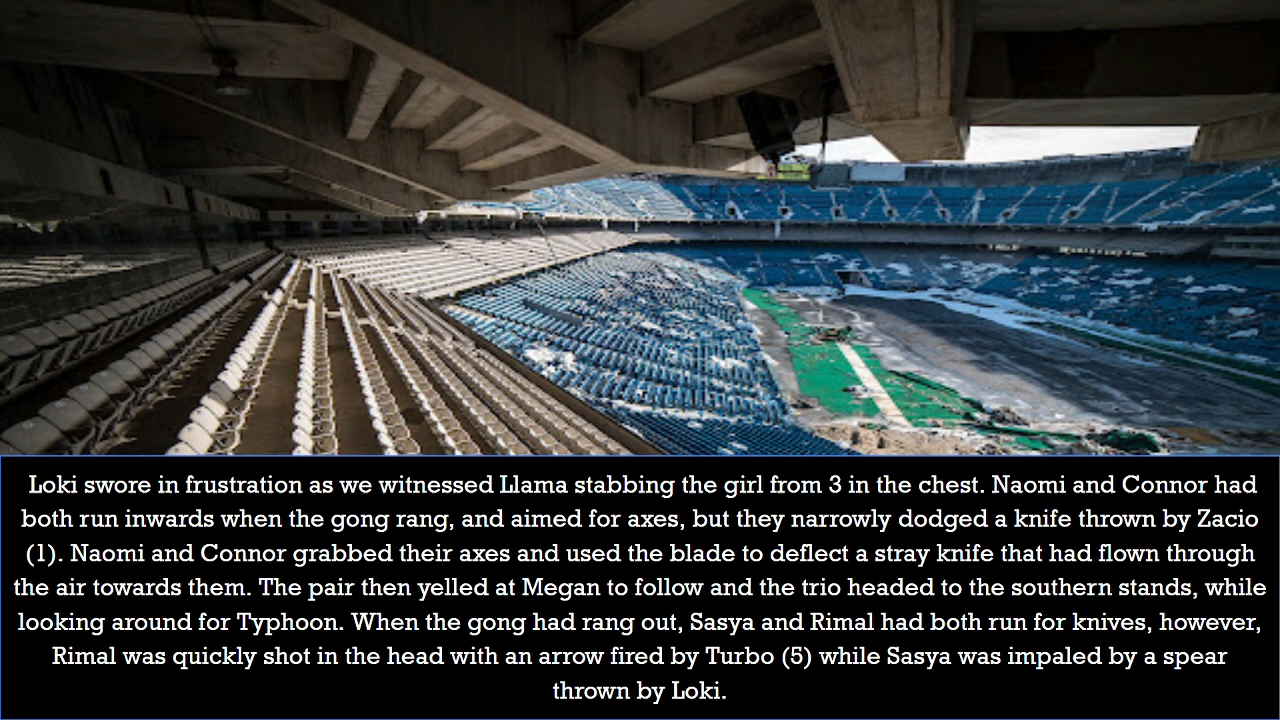 Loki swore in frustration as we witnessed Llama stabbing the girl from 3 in the chest. Naomi and Connor had
both run inwards when the gong rang, and aimed for axes, but they narrowly dodged a knife thrown by Zacio
(1). Naomi and Connor grabbed their axes and used the blade to deflect a stray knife that had flown through
the air towards them. The pair then yelled at Megan to follow and the trio headed to the southern stands, while
looking around for Typhoon. When the gong had rang out, Sasya and Rimal had both run for knives, however,
Rimal was quickly shot in the head with an arrow fired by Turbo (5) while Sasya was impaled by a spear
thrown by Loki.